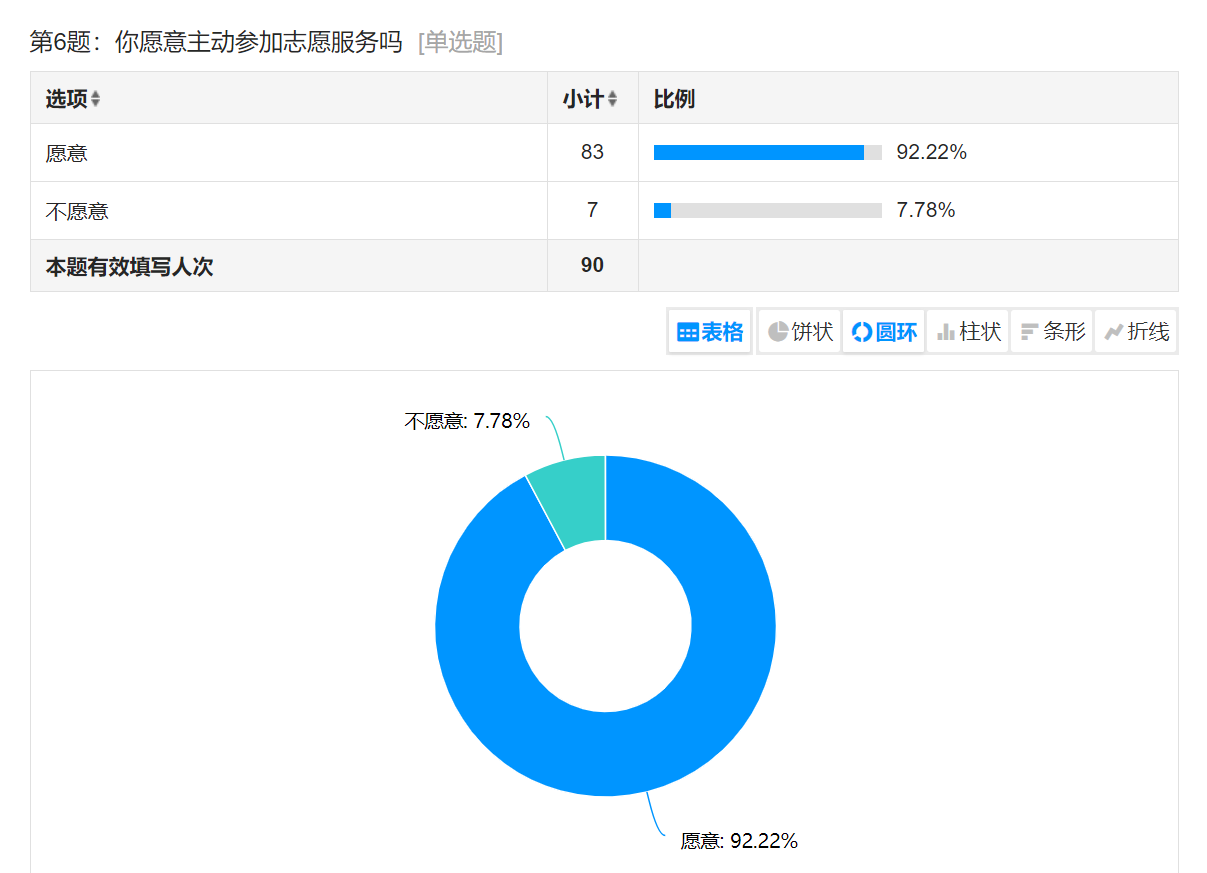 第6题：你愿意主动参加志愿服务吗 [单选题]
选项 小计 比例
愿意 83 92.22%
不愿意 7 7.78%
本题有效填写人次 90
表格 饼状 圆环 柱状 条形 折线
不愿意: 7.78%
愿意: 92.22%